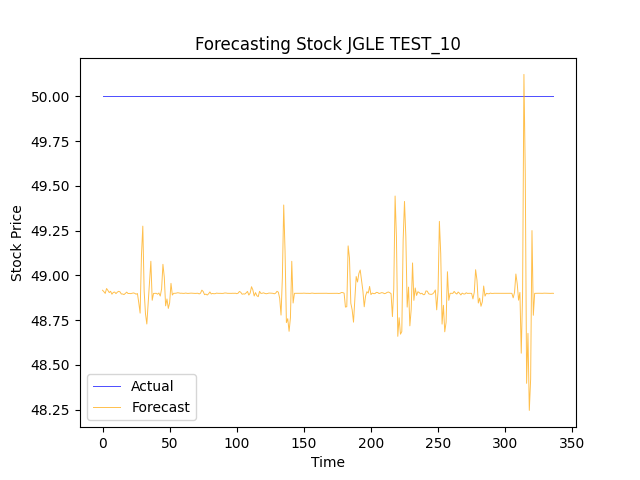 Forecasting Stock JGLE TEST_10
Stock Price
50.00
49.75
49.50
49.25
49.00
48.75
48.50
48.25
Actual
Forecast
0 50 100 150 200 250 300 350
Time